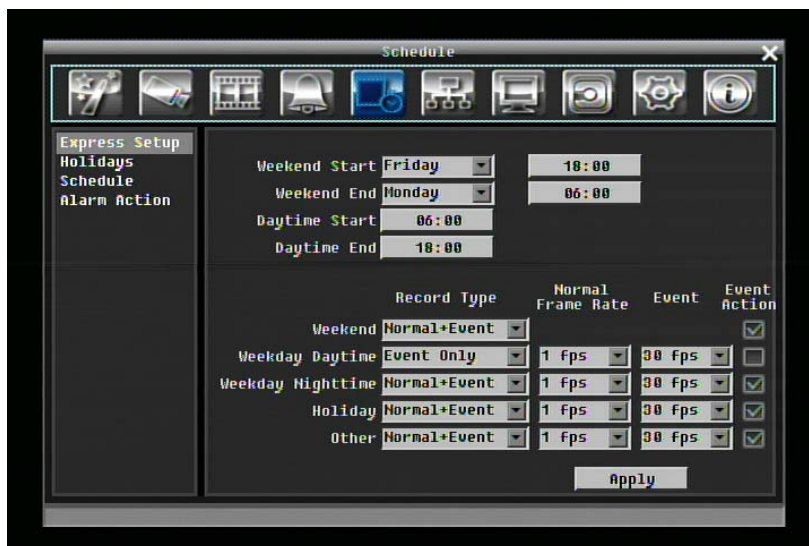 Schedule
Express Setup
Holidays
Schedule
Alarm Action
Weekend Start Friday 18:00
Weekend End Monday 06:00
Daytime Start 06:00
Daytime End 18:00
Record Type Normal Frame Rate Event Event Action
Weekend Normal+Event
Weekday Daytime Event Only 1 fps 30 fps
Weekday Nighttime Normal+Event 1 fps 30 fps
Holiday Normal+Event 1 fps 30 fps
Other Normal+Event 1 fps 30 fps
Apply